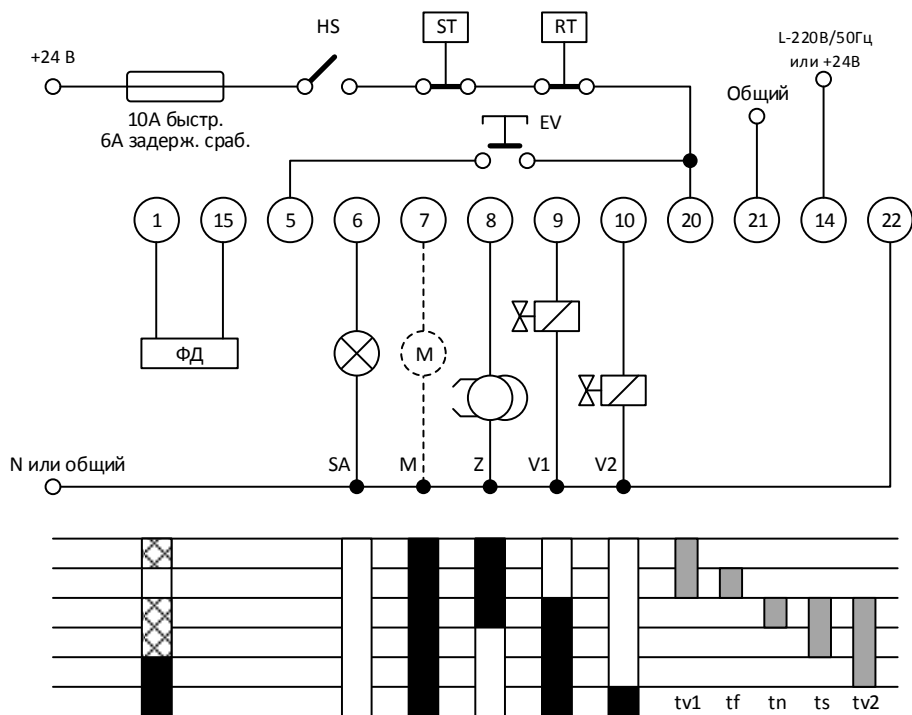 HS
ST
RT
L-220В/50Гц
или +24В
+24 В
10А быстр.
6А задерж. сраб.
EV
Общий
1
15
5
6
7
8
9
10
20
21
14
22
ФД
M
N или общий
SA
M
Z
V1
V2
tv1
tf
tn
ts
tv2